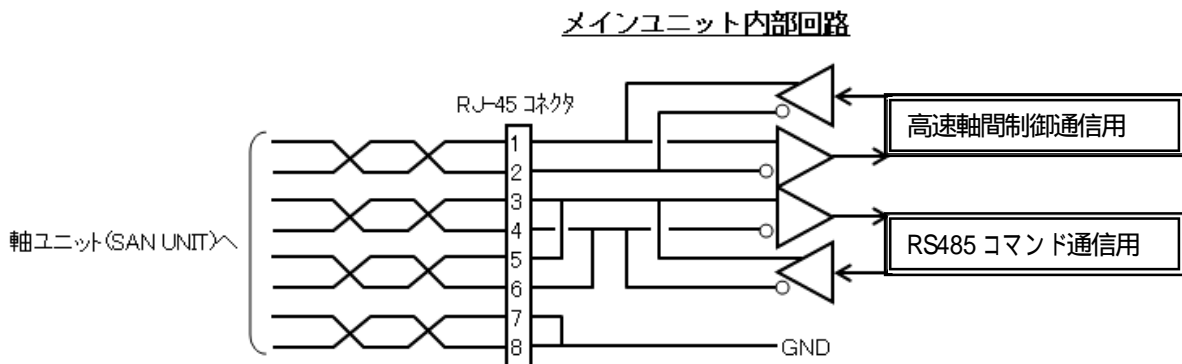 メインユニット内部回路
RJ-45 コネクタ
1
2
3
4
5
6
7
8
高速軸間制御通信用
軸ユニット(SAN UNIT)へ
RS485 コマンド通信用
GND